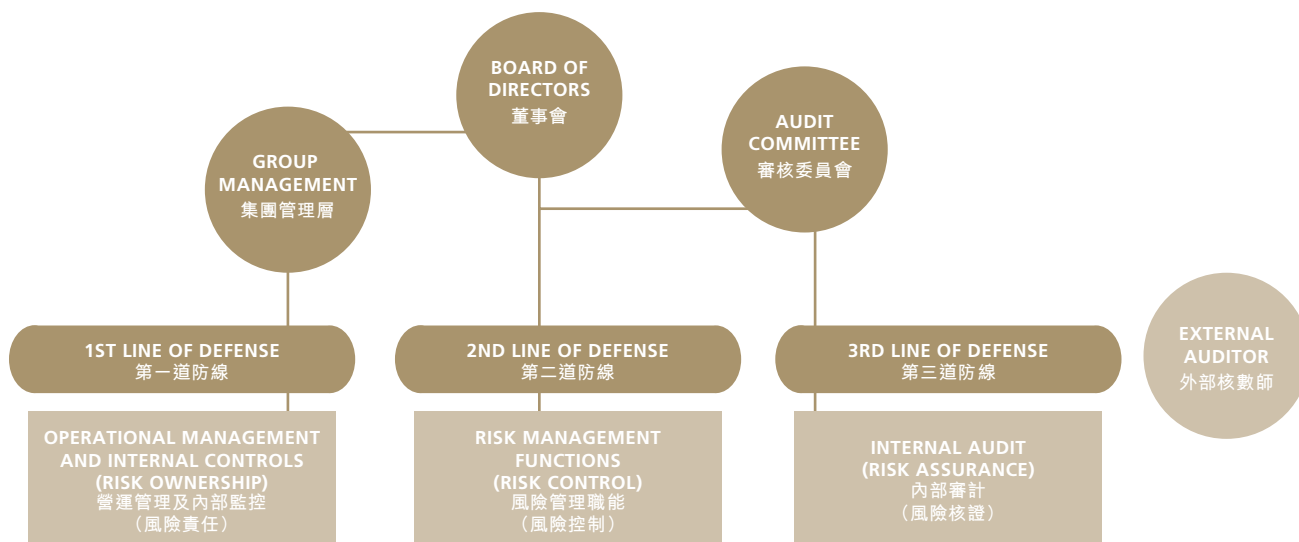 BOARD OF
DIRECTORS
董事會
AUDIT
COMMITTEE
審核委員會
GROUP
MANAGEMENT
集團管理層
1ST LINE OF DEFENSE
第一道防線
2ND LINE OF DEFENSE
第二道防線
3RD LINE OF DEFENSE
第三道防線
EXTERNAL
AUDITOR
外部核數師
OPERATIONAL MANAGEMENT
AND INTERNAL CONTROLS
(RISK OWNERSHIP)
營運管理及內部監控
（風險責任）
RISK MANAGEMENT
FUNCTIONS
(RISK CONTROL)
風險管理職能
（風險控制）
INTERNAL AUDIT
(RISK ASSURANCE)
內部審計
（風險核證）